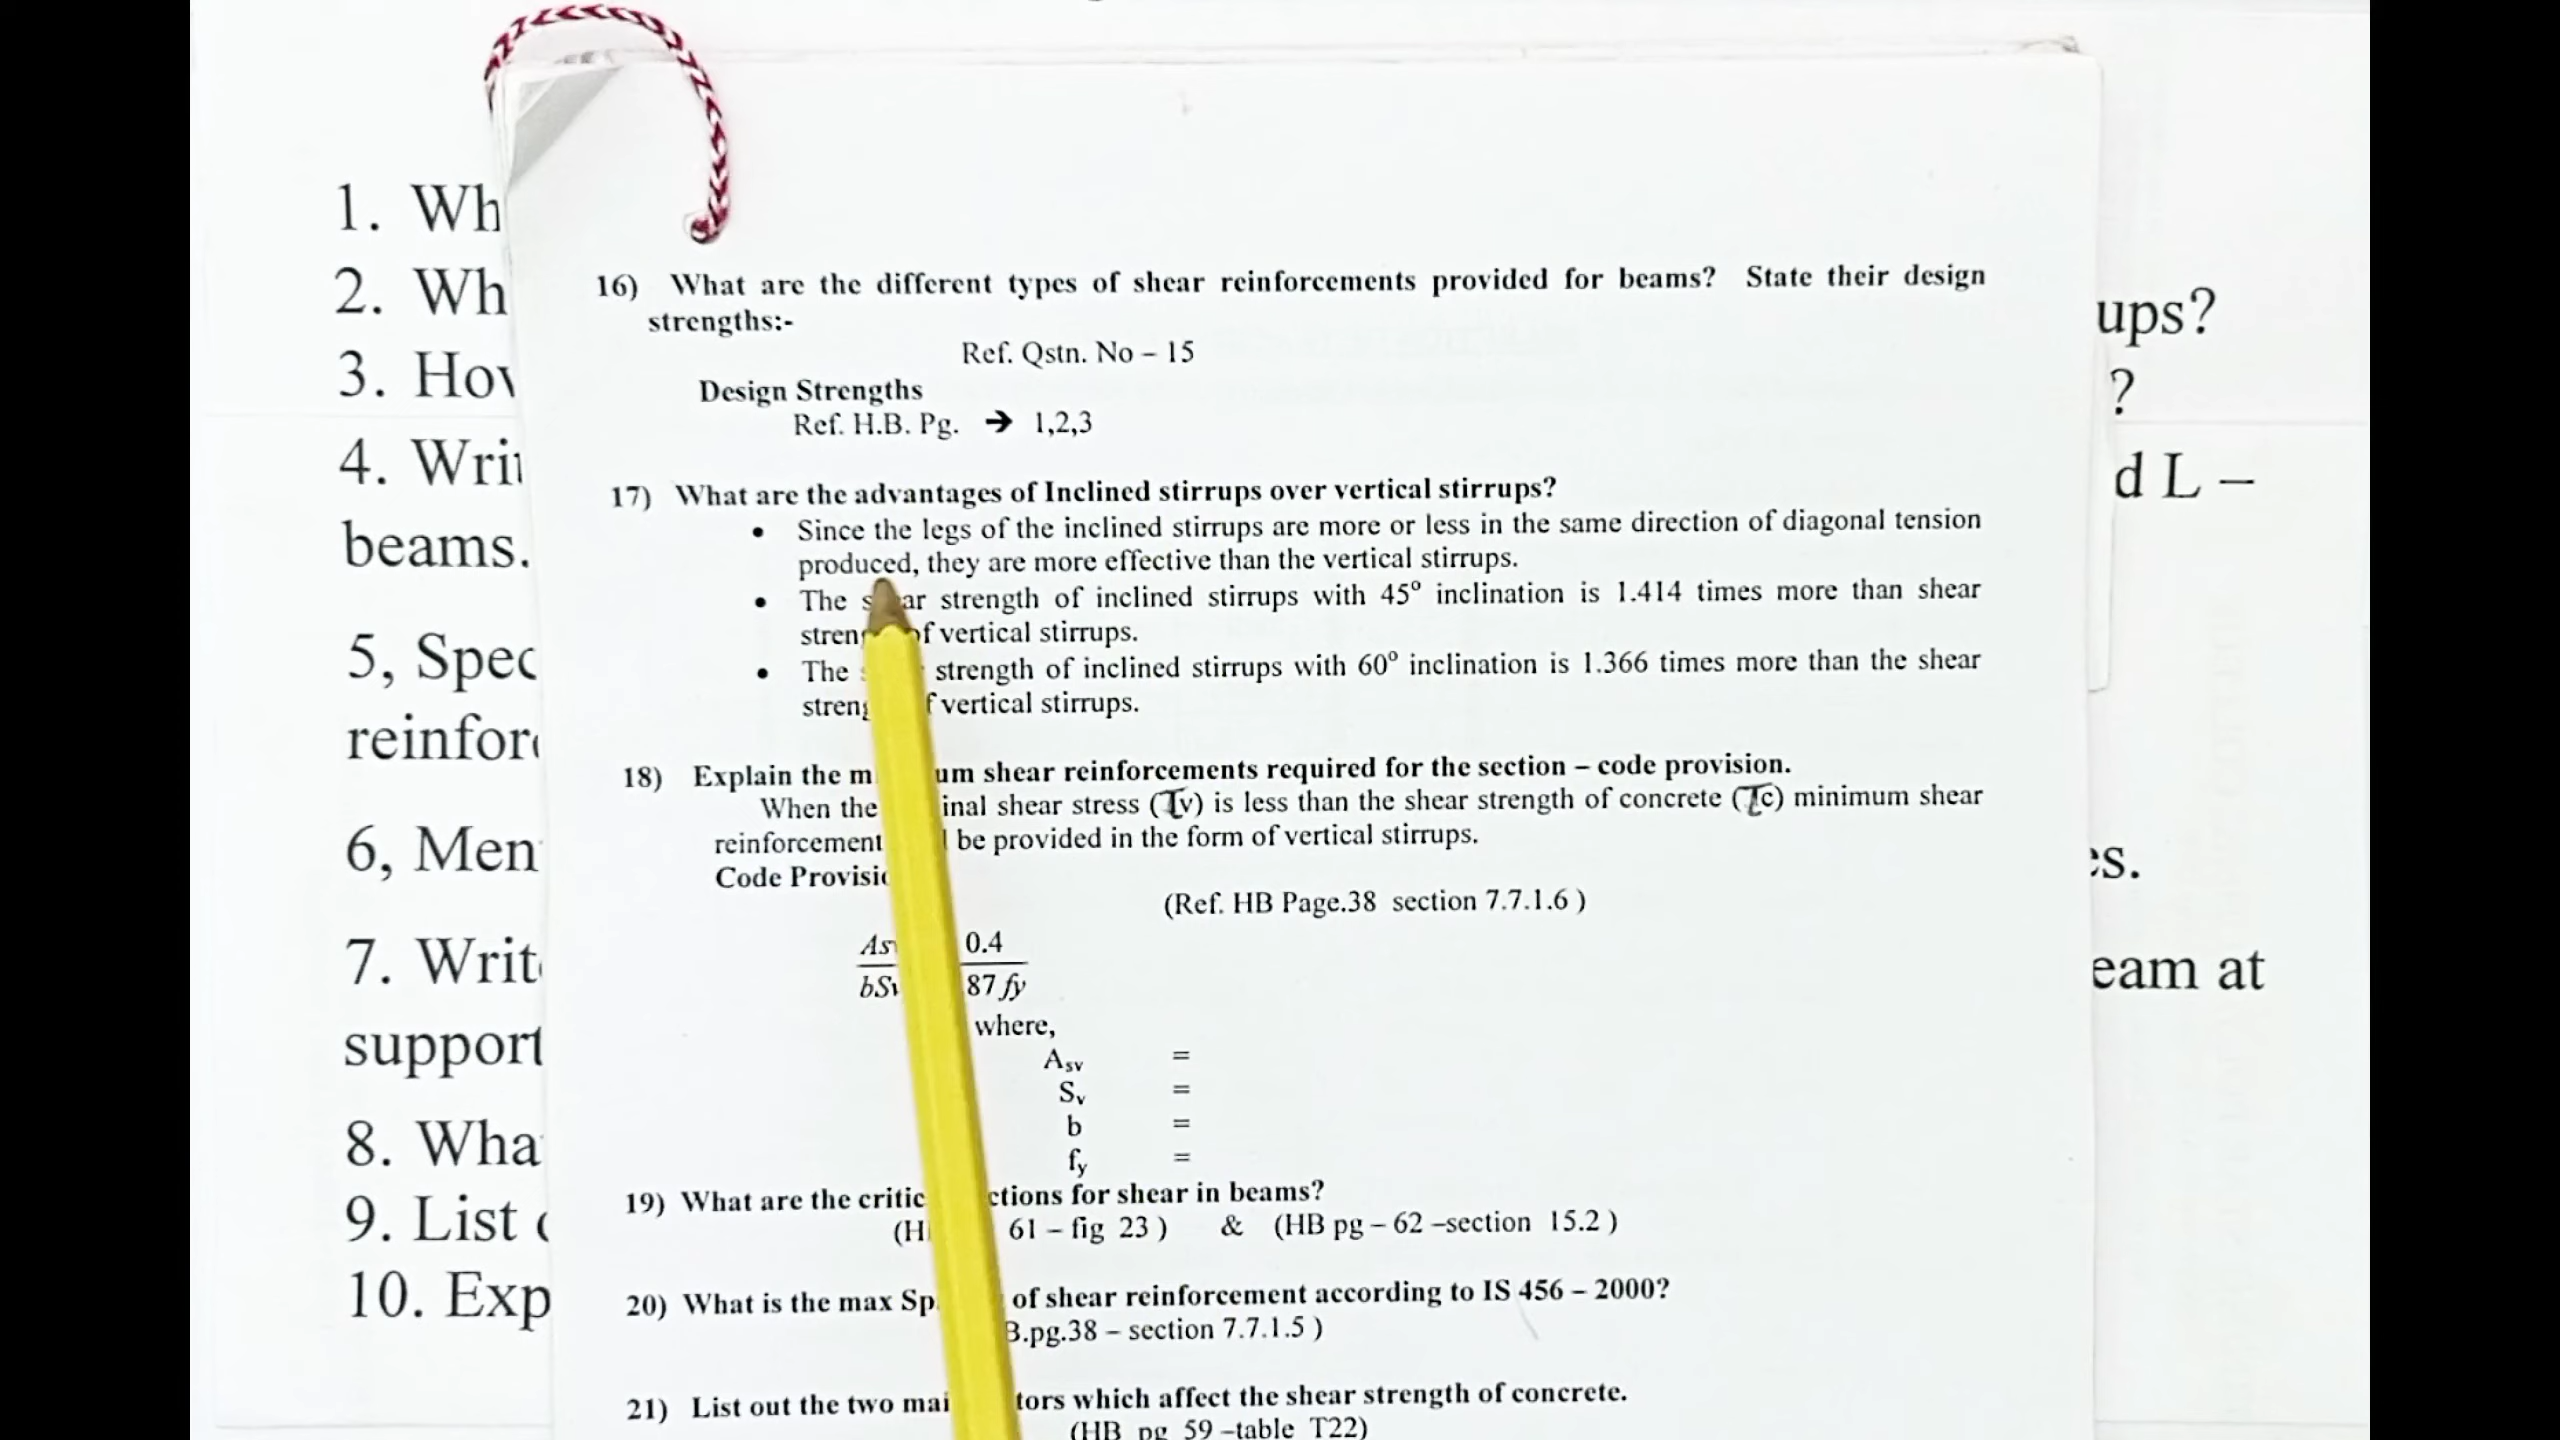 1. Wh
2. Wh
ups?
3. How
?
4. Writ
d L –
beams.
5, Spec
reinforc
6, Men
es.
7. Write
eam at
support
8. Wha
9. List
10. Exp
16) What are the different types of shear reinforcements provided for beams? State their design
strengths:-
Ref. Qstn. No – 15
Design Strengths
Ref. H.B. Pg. ➔ 1,2,3
17) What are the advantages of Inclined stirrups over vertical stirrups?
• Since the legs of the inclined stirrups are more or less in the same direction of diagonal tension
produced, they are more effective than the vertical stirrups.
• The shear strength of inclined stirrups with 45° inclination is 1.414 times more than shear
streng of vertical stirrups.
• The strength of inclined stirrups with 60° inclination is 1.366 times more than the shear
streng f vertical stirrups.
18) Explain the m um shear reinforcements required for the section – code provision.
When the inal shear stress (τv) is less than the shear strength of concrete (τc) minimum shear
reinforcement be provided in the form of vertical stirrups.
Code Provisio
(Ref. HB Page.38 section 7.7.1.6 )
Asv 0.4
bSv 87 fy
where,
Asv =
Sv =
b =
fy =
19) What are the critic ctions for shear in beams?
(H 61 – fig 23 ) & (HB pg – 62 –section 15.2 )
20) What is the max Sp of shear reinforcement according to IS 456 – 2000?
B.pg.38 – section 7.7.1.5 )
21) List out the two mai tors which affect the shear strength of concrete.
(HB pg 59 –table T22)